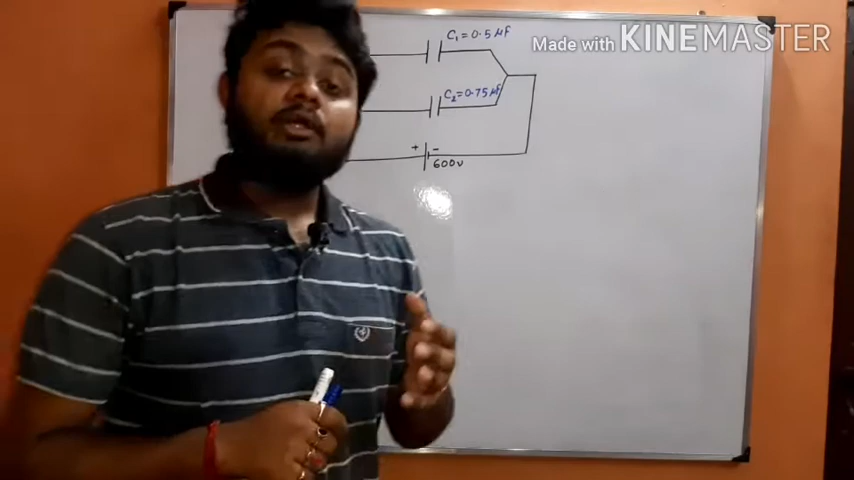 C₁ = 0.5 μF
Made with KINEMASTER
C₂ = 0.75 μF
+ -
600V